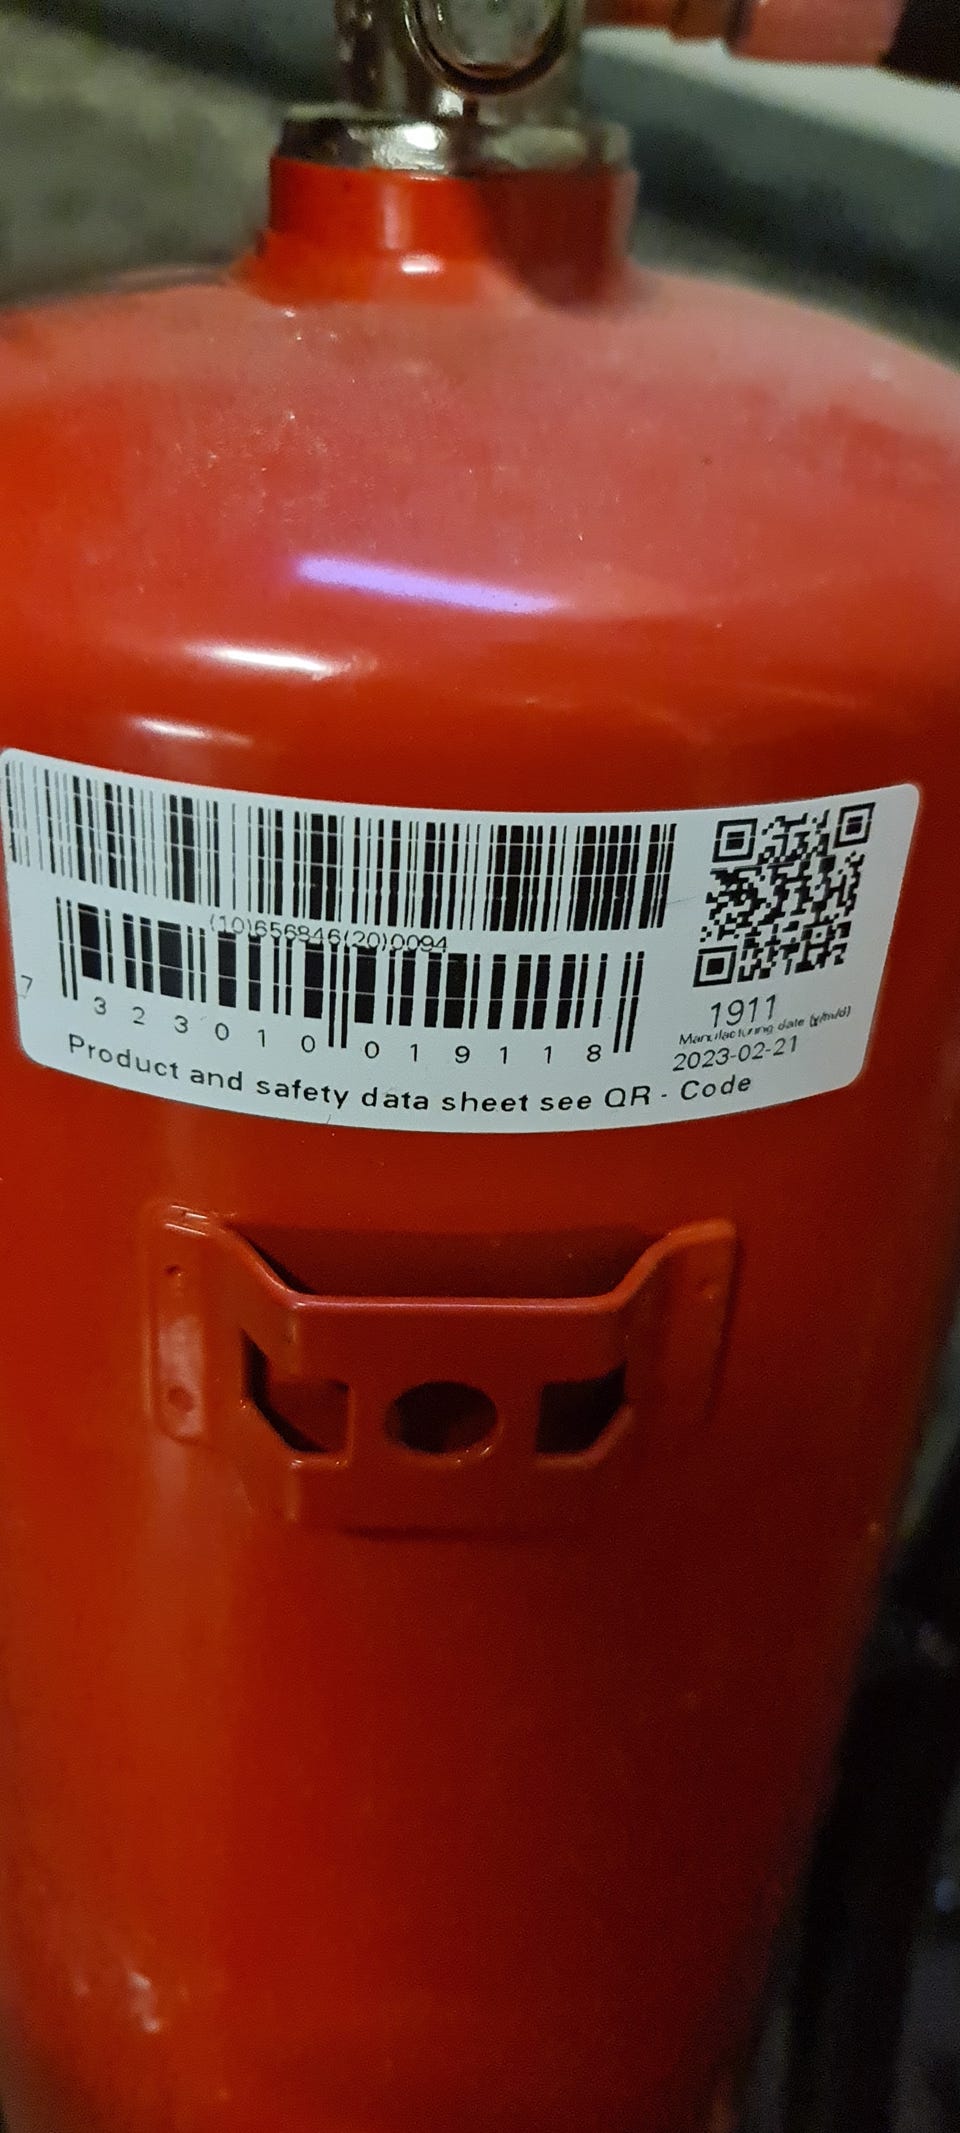 (10)656846(20)0094
7 323010 019118
1911
Manufacturing date (y/m/d)
2023-02-21
Product and safety data sheet see QR - Code